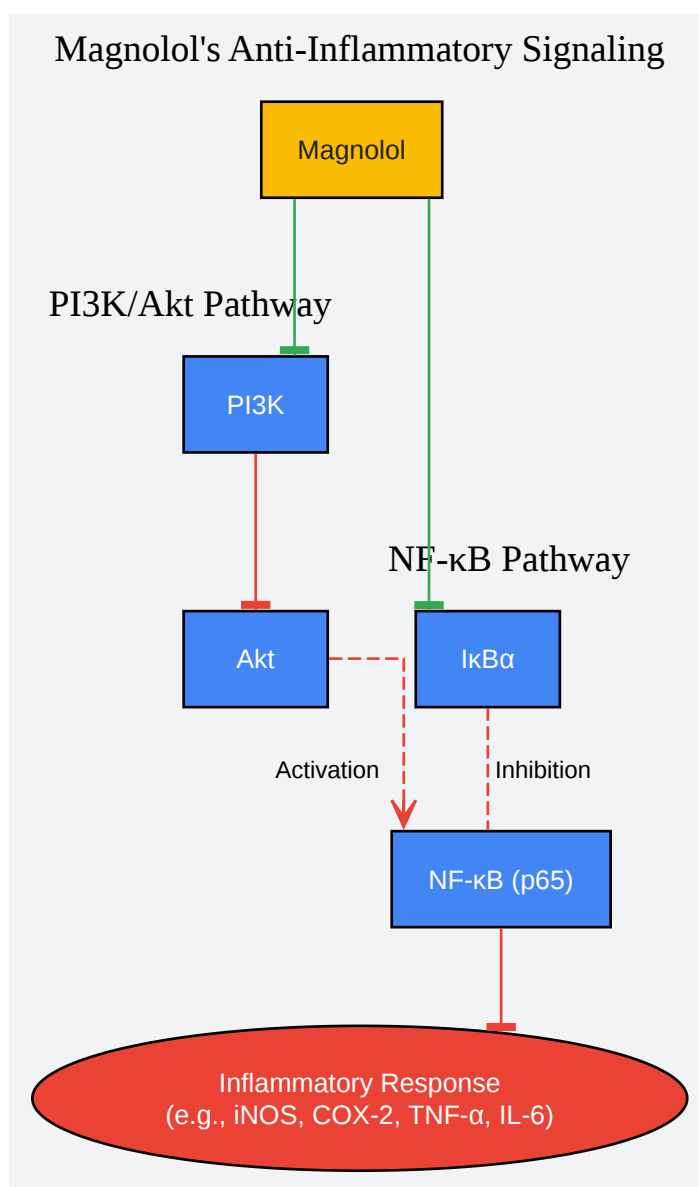 Magnolol's Anti-Inflammatory Signaling
Magnolol
PI3K/Akt Pathway
PI3K
NF-κB Pathway
Akt
IκBα
Activation
Inhibition
NF-κB (p65)
Inflammatory Response
(e.g., iNOS, COX-2, TNF-α, IL-6)